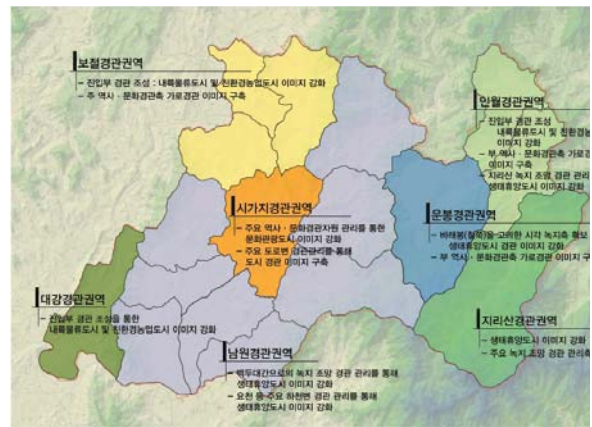 보절경관권역
- 진입부 경관 조성 : 내륙물류도시 및 친환경농업도시 이미지 강화
- 주 역사 · 문화경관축 가로경관 이미지 구축
인월경관권역
- 진입부 경관 조성
내륙물류도시 및 친환경농
이미지 강화
- 부 역사 · 문화경관축 가로경
이미지 구축
- 지리산 녹지 조망 경관 관리
생태휴양도시 이미지 강화
시가지경관권역
- 주요 역사 · 문화경관자원 관리를 통한
문화관광도시 이미지 강화
- 주요 도로변 경관관리를 통해
도시 경관 이미지 구축
운봉경관권역
- 바래봉(철쭉)을 고려한 시각 녹지축 확보
생태휴양도시 경관 이미지 강화
- 부 역사 · 문화경관축 가로경관 이미지 구
대강경관권역
- 진입부 경관 조성을 통한
내륙물류도시 및 친환경농업도시 이미지 강화
지리산경관권역
- 생태휴양도시 이미지 강화
- 주요 녹지 조망 경관 관리축
남원경관권역
- 백두대간으로의 녹지 조망 경관 관리를 통해
생태휴양도시 이미지 강화
- 요천 등 주요 하천변 경관 관리를 통해
생태휴양도시 이미지 강화